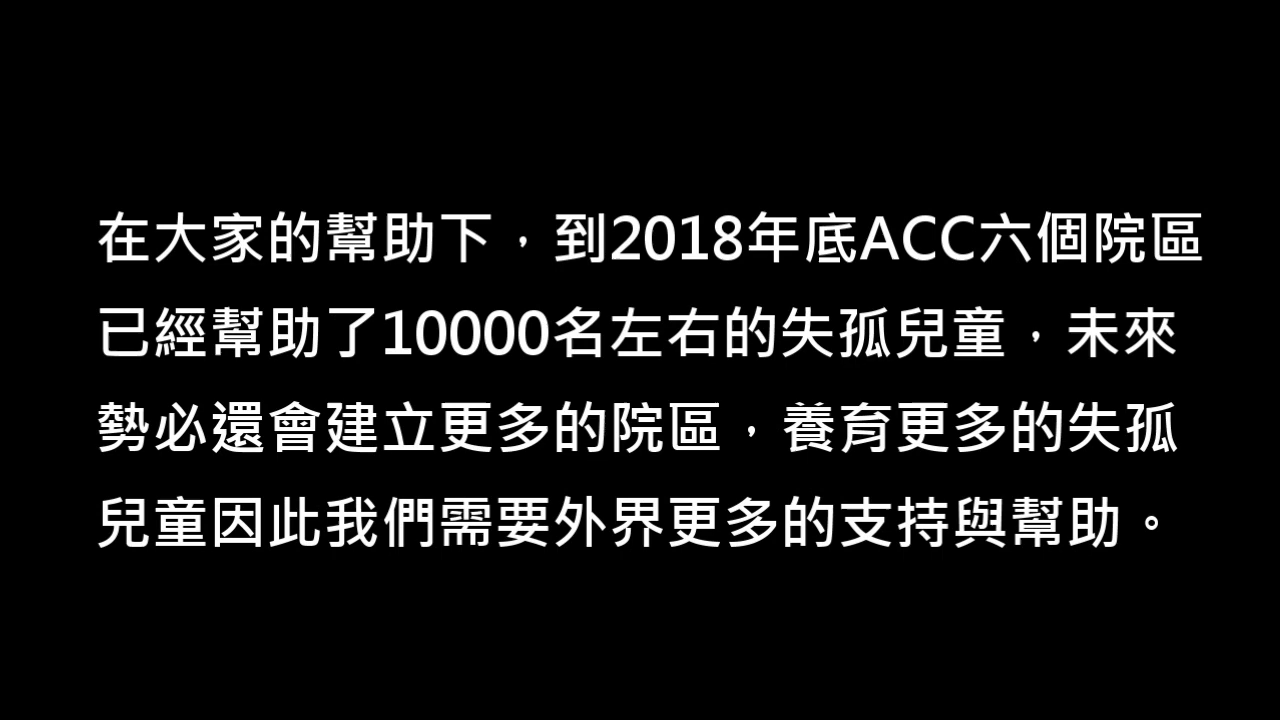 在大家的幫助下，到2018年底ACC六個院區
已經幫助了10000名左右的失孤兒童，未來
勢必還會建立更多的院區，養育更多的失孤
兒童因此我們需要外界更多的支持與幫助。